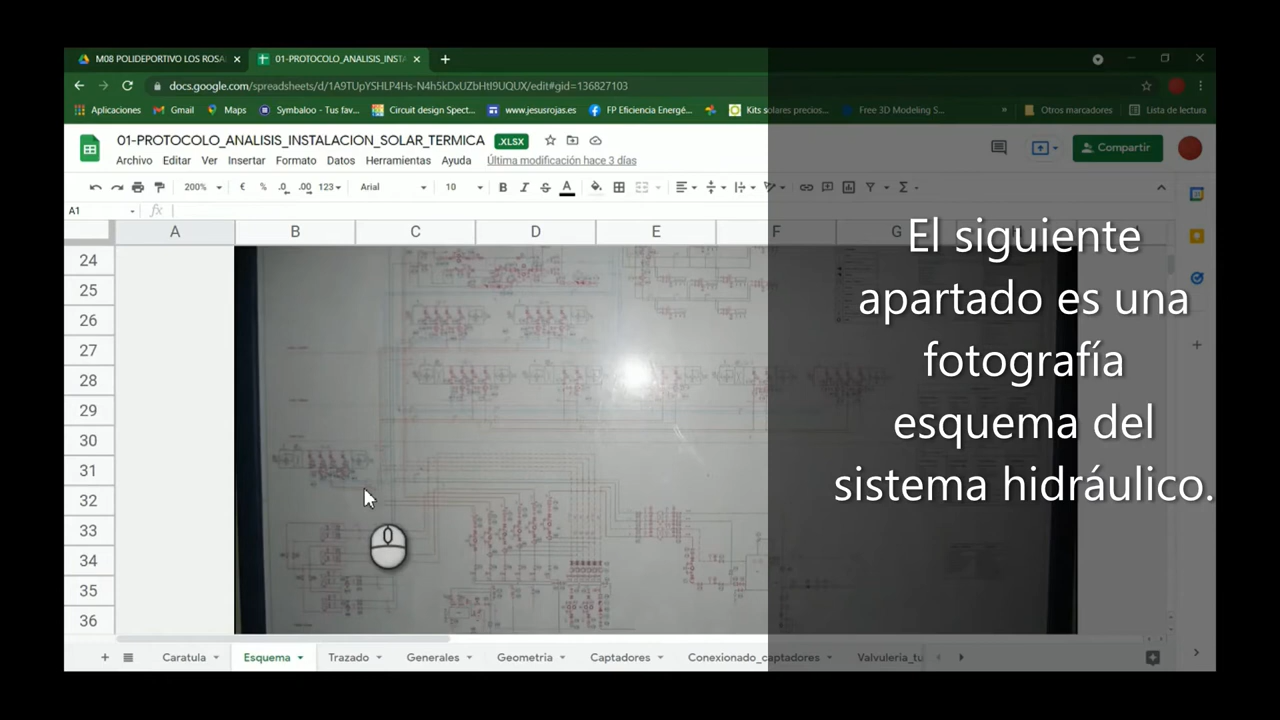 M08 POLIDEPORTIVO LOS ROSA
01-PROTOCOLO_ANALISIS_INSTA
docs.google.com/spreadsheets/d/1A9TUpYSHLP4Hs-N4h5kDxUZbHtI9UQUX/edit#gid=136827103
Aplicaciones
Gmail
Maps
Symbaloo - Tus fav...
Circuit design Spect...
www.jesusrojas.es
FP Eficiencia Energé...
Kits solares precios...
Free 3D Modeling S...
Otros marcadores
Lista de lectura
01-PROTOCOLO_ANALISIS_INSTALACION_SOLAR_TERMICA
.XLSX
Archivo
Editar
Ver
Insertar
Formato
Datos
Herramientas
Ayuda
Última modificación hace 3 días
Compartir
200%
€
%
.0
.00
123
Arial
10
B
I
S
A
Σ
A1
fx
A
B
C
D
E
F
G
24
25
26
27
28
29
30
31
32
33
34
35
36
El siguiente
apartado es una
fotografía
esquema del
sistema hidráulico.
Caratula
Esquema
Trazado
Generales
Geometria
Captadores
Conexionado_captadores
Valvuleria_tu